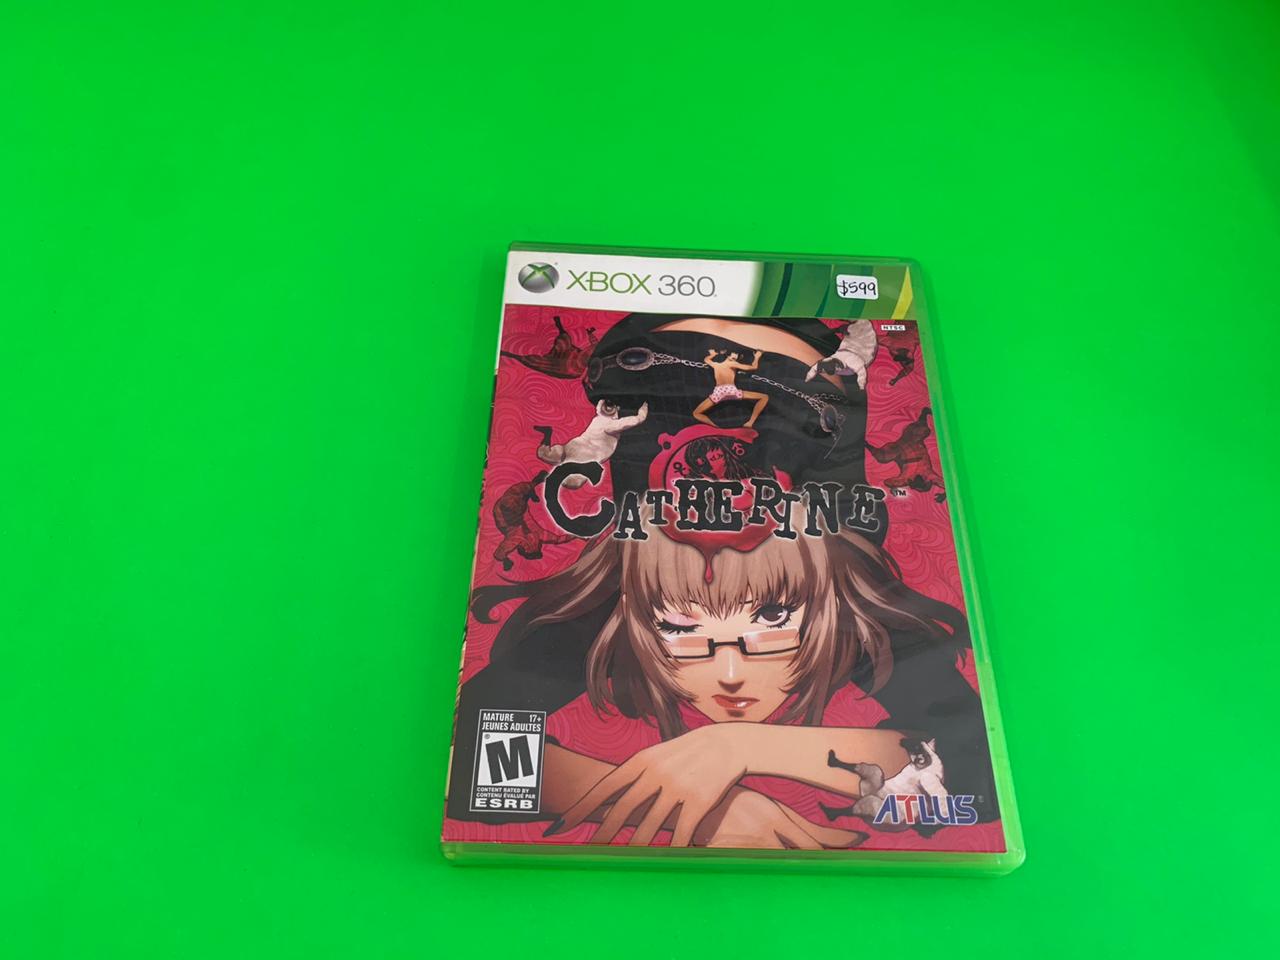 XBOX 360
$599
NTSC
CATHERINE™
MATURE 17+
JEUNES ADULTES
M
CONTENT RATED BY
CONTENU ÉVALUÉ PAR
ESRB
ATLUS